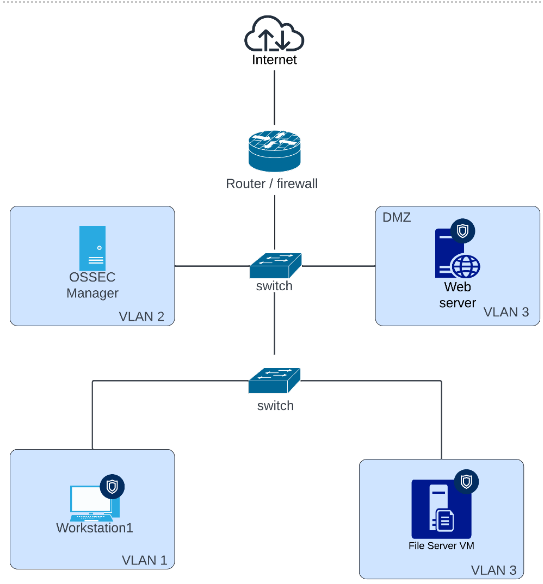 Internet
Router / firewall
DMZ
OSSEC
Manager
VLAN 2
switch
Web
server
VLAN 3
switch
Workstation1
VLAN 1
File Server VM
VLAN 3